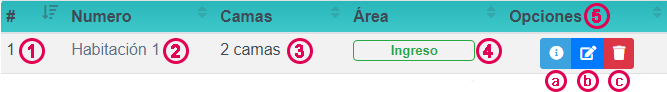 # Numero Camas Área Opciones 5
1 1 Habitación 1 2 2 camas 3 Ingreso 4
a b c